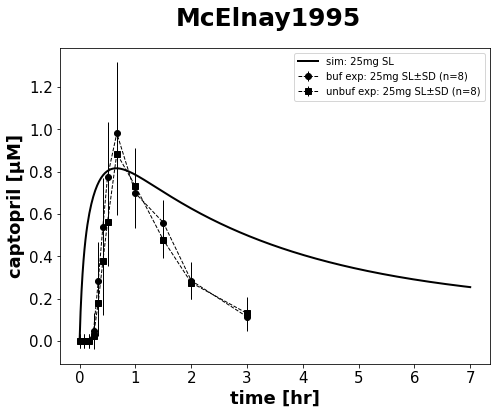 McElnay1995
sim: 25mg SL
buf exp: 25mg SL±SD (n=8)
unbuf exp: 25mg SL±SD (n=8)
captopril [μM]
1.2
1.0
0.8
0.6
0.4
0.2
0.0
0 1 2 3 4 5 6 7
time [hr]